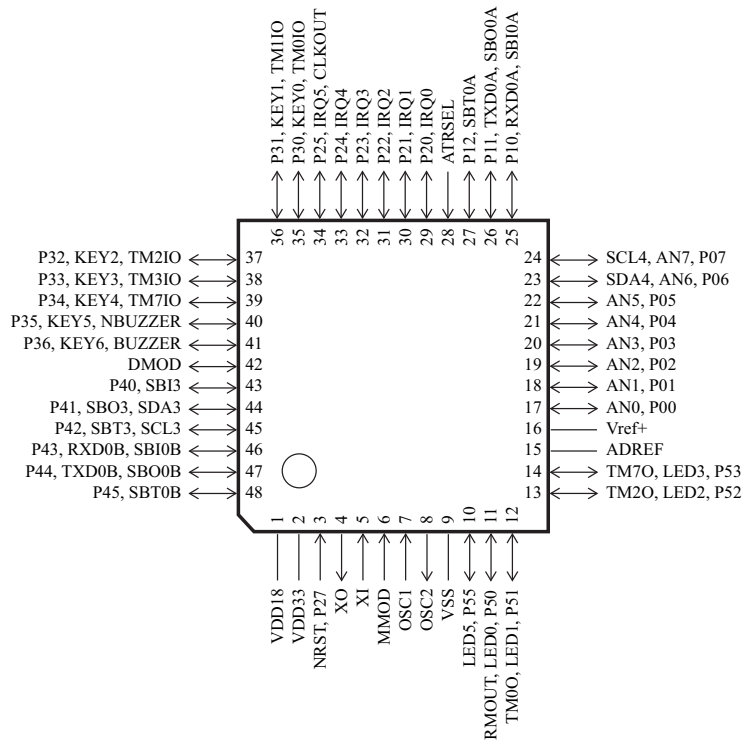 P31, KEY1, TM1IO
P30, KEY0, TM0IO
P25, IRQ5, CLKOUT
P24, IRQ4
P23, IRQ3
P22, IRQ2
P21, IRQ1
P20, IRQ0
ATRSEL
P12, SBT0A
P11, TXD0A, SBO0A
P10, RXD0A, SBI0A
36
35
34
33
32
31
30
29
28
27
26
25
P32, KEY2, TM2IO 37
P33, KEY3, TM3IO 38
P34, KEY4, TM7IO 39
P35, KEY5, NBUZZER 40
P36, KEY6, BUZZER 41
DMOD 42
P40, SBI3 43
P41, SBO3, SDA3 44
P42, SBT3, SCL3 45
P43, RXD0B, SBI0B 46
P44, TXD0B, SBO0B 47
P45, SBT0B 48
24 SCL4, AN7, P07
23 SDA4, AN6, P06
22 AN5, P05
21 AN4, P04
20 AN3, P03
19 AN2, P02
18 AN1, P01
17 AN0, P00
16 Vref+
15 ADREF
14 TM7O, LED3, P53
13 TM2O, LED2, P52
1
2
3
4
5
6
7
8
9
10
11
12
VDD18
VDD33
NRST, P27
XO
XI
MMOD
OSC1
OSC2
VSS
LED5, P55
RMOUT, LED0, P50
TM0O, LED1, P51